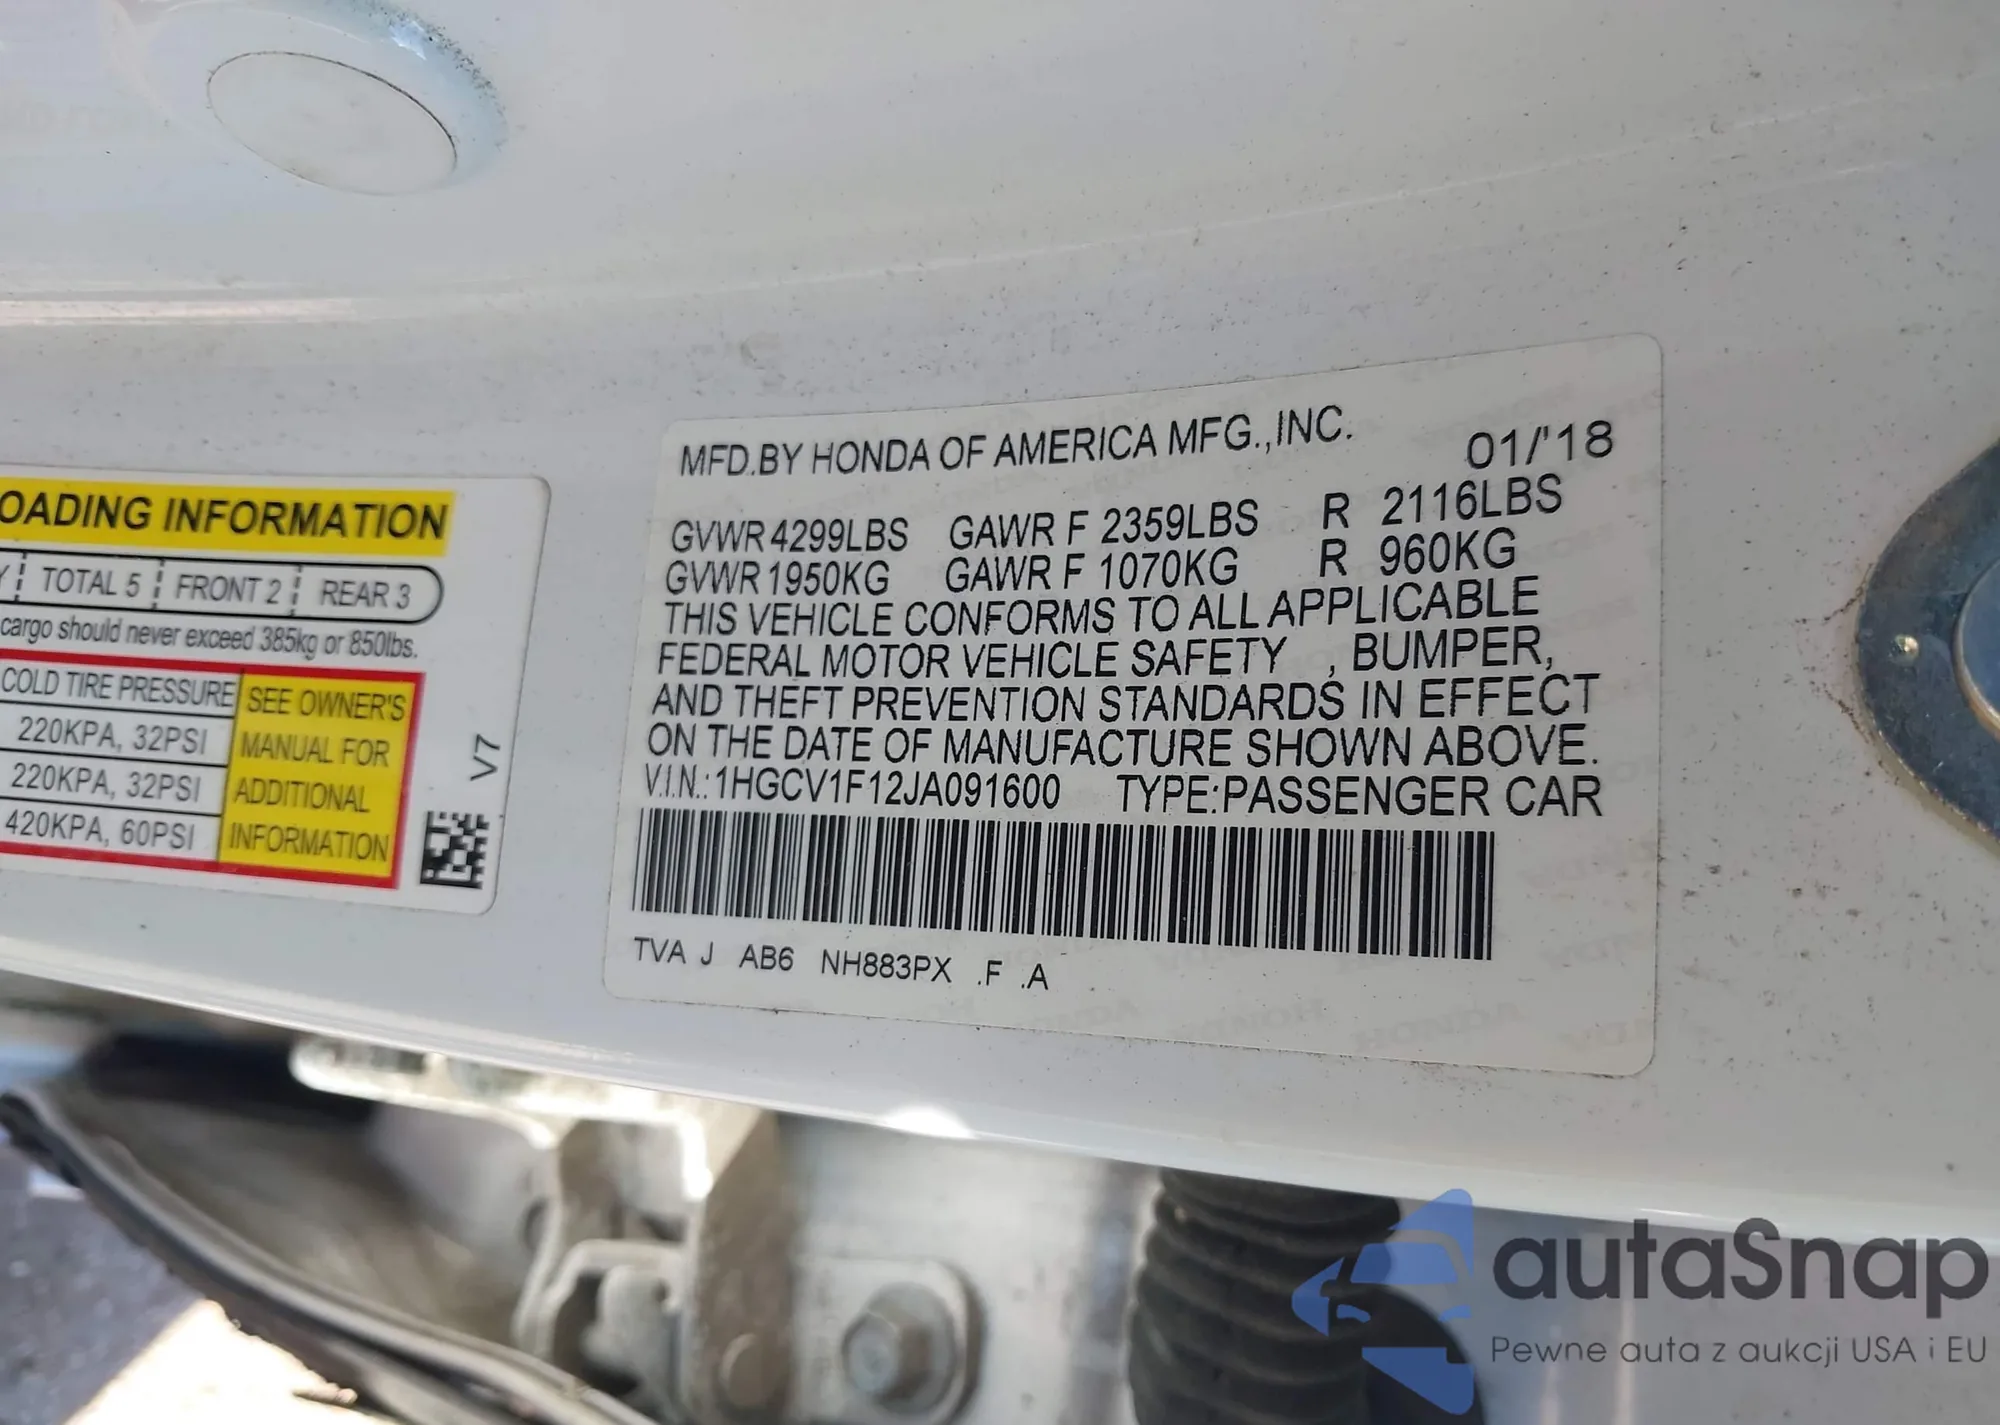 OADING INFORMATION
TOTAL 5 FRONT 2 REAR 3
cargo should never exceed 385kg or 850lbs.
COLD TIRE PRESSURE
220KPA, 32PSI
220KPA, 32PSI
420KPA, 60PSI
SEE OWNER'S
MANUAL FOR
ADDITIONAL
INFORMATION
V7
MFD.BY HONDA OF AMERICA MFG.,INC. 01/'18
GVWR 4299LBS GAWR F 2359LBS R 2116LBS
GVWR 1950KG GAWR F 1070KG R 960KG
THIS VEHICLE CONFORMS TO ALL APPLICABLE
FEDERAL MOTOR VEHICLE SAFETY , BUMPER,
AND THEFT PREVENTION STANDARDS IN EFFECT
ON THE DATE OF MANUFACTURE SHOWN ABOVE.
V.I.N.:1HGCV1F12JA091600 TYPE:PASSENGER CAR
TVA J AB6 NH883PX .F .A
autaSnap
Pewne auta z aukcji USA i EU